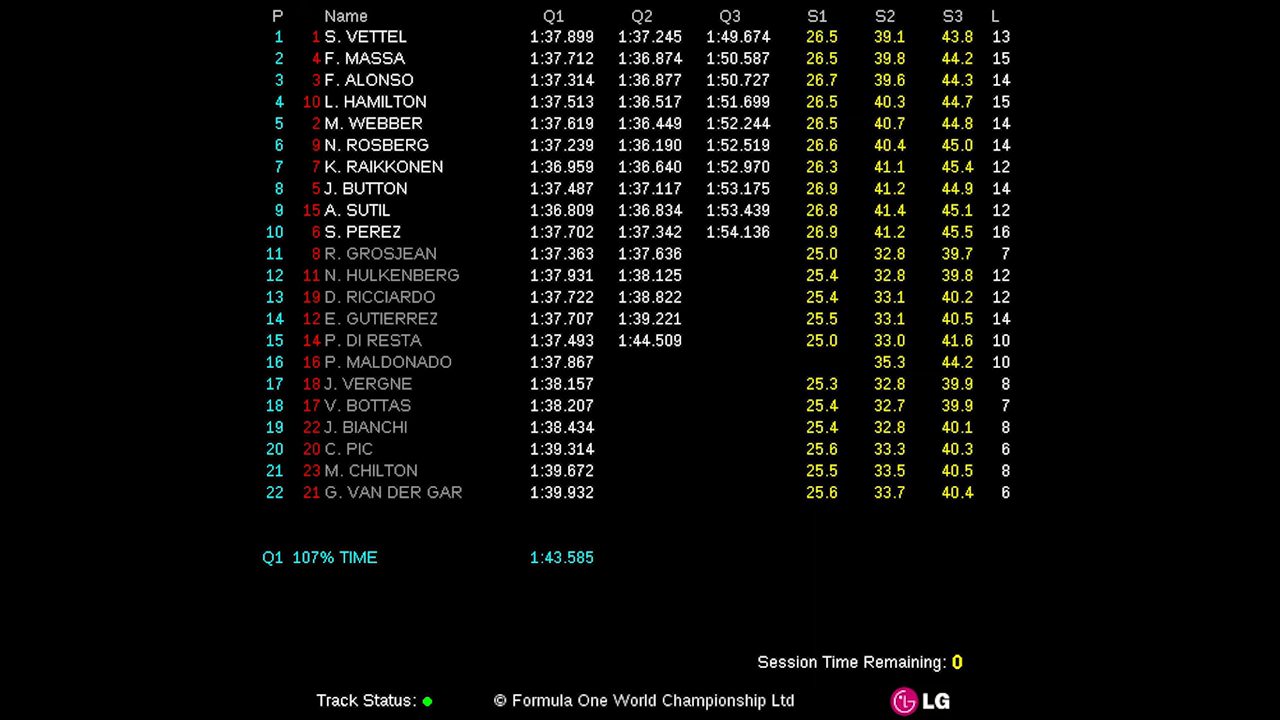 P Name Q1 Q2 Q3 S1 S2 S3 L
1 1 S. VETTEL 1:37.899 1:37.245 1:49.674 26.5 39.1 43.8 13
2 4 F. MASSA 1:37.712 1:36.874 1:50.587 26.5 39.8 44.2 15
3 3 F. ALONSO 1:37.314 1:36.877 1:50.727 26.7 39.6 44.3 14
4 10 L. HAMILTON 1:37.513 1:36.517 1:51.699 26.5 40.3 44.7 15
5 2 M. WEBBER 1:37.619 1:36.449 1:52.244 26.5 40.7 44.8 14
6 9 N. ROSBERG 1:37.239 1:36.190 1:52.519 26.6 40.4 45.0 14
7 7 K. RAIKKONEN 1:36.959 1:36.640 1:52.970 26.3 41.1 45.4 12
8 5 J. BUTTON 1:37.487 1:37.117 1:53.175 26.9 41.2 44.9 14
9 15 A. SUTIL 1:36.809 1:36.834 1:53.439 26.8 41.4 45.1 12
10 6 S. PEREZ 1:37.702 1:37.342 1:54.136 26.9 41.2 45.5 16
11 8 R. GROSJEAN 1:37.363 1:37.636 25.0 32.8 39.7 7
12 11 N. HULKENBERG 1:37.931 1:38.125 25.4 32.8 39.8 12
13 19 D. RICCIARDO 1:37.722 1:38.822 25.4 33.1 40.2 12
14 12 E. GUTIERREZ 1:37.707 1:39.221 25.5 33.1 40.5 14
15 14 P. DI RESTA 1:37.493 1:44.509 25.0 33.0 41.6 10
16 16 P. MALDONADO 1:37.867 35.3 44.2 10
17 18 J. VERGNE 1:38.157 25.3 32.8 39.9 8
18 17 V. BOTTAS 1:38.207 25.4 32.7 39.9 7
19 22 J. BIANCHI 1:38.434 25.4 32.8 40.1 8
20 20 C. PIC 1:39.314 25.6 33.3 40.3 6
21 23 M. CHILTON 1:39.672 25.5 33.5 40.5 8
22 21 G. VAN DER GAR 1:39.932 25.6 33.7 40.4 6
Q1 107% TIME 1:43.585
Session Time Remaining: 0
Track Status: © Formula One World Championship Ltd LG